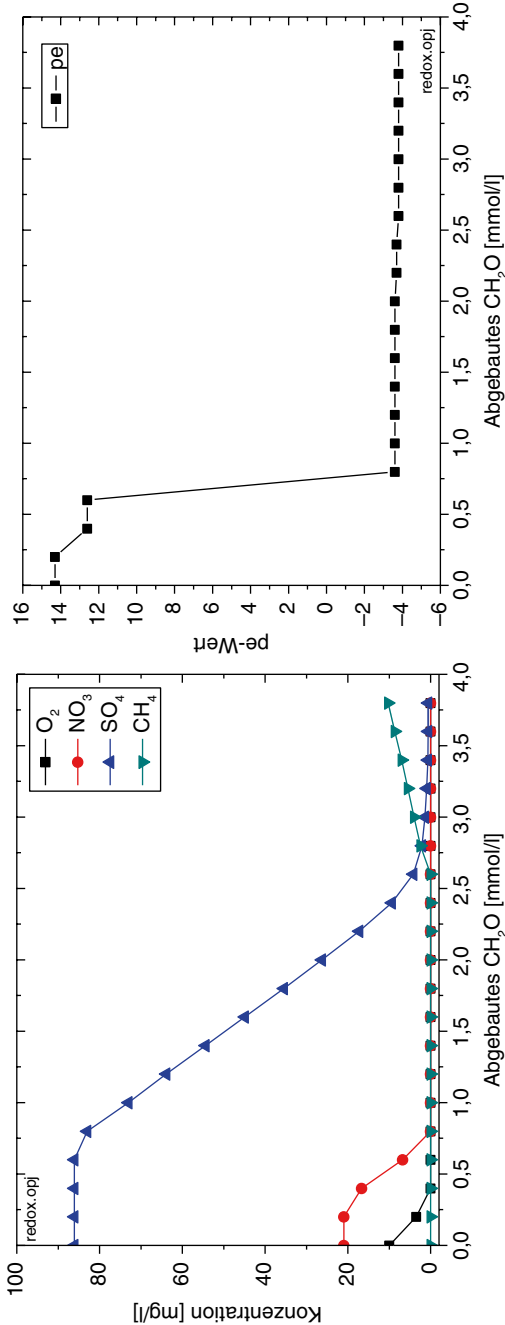 redox.opj
O2
NO3
SO4
CH4
Konzentration [mg/l]
100
80
60
40
20
0
0,0 0,5 1,0 1,5 2,0 2,5 3,0 3,5 4,0
Abgebautes CH2O [mmol/l]
pe
pe-Wert
16
14
12
10
8
6
4
2
0
−2
−4
−6
0,0 0,5 1,0 1,5 2,0 2,5 3,0 3,5 4,0
Abgebautes CH2O [mmol/l]
redox.opj